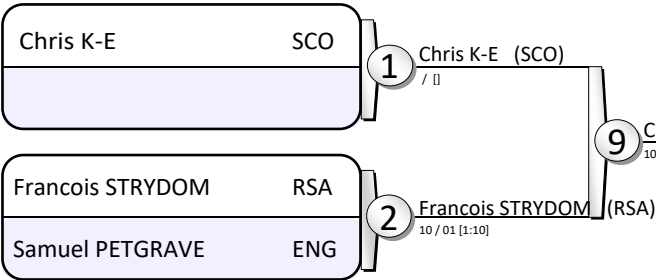 Chris K-E SCO
1
Chris K-E (SCO)
/ []
9
C
10
Francois STRYDOM RSA
2
Francois STRYDOM (RSA)
10 / 01 [1:10]
Samuel PETGRAVE ENG